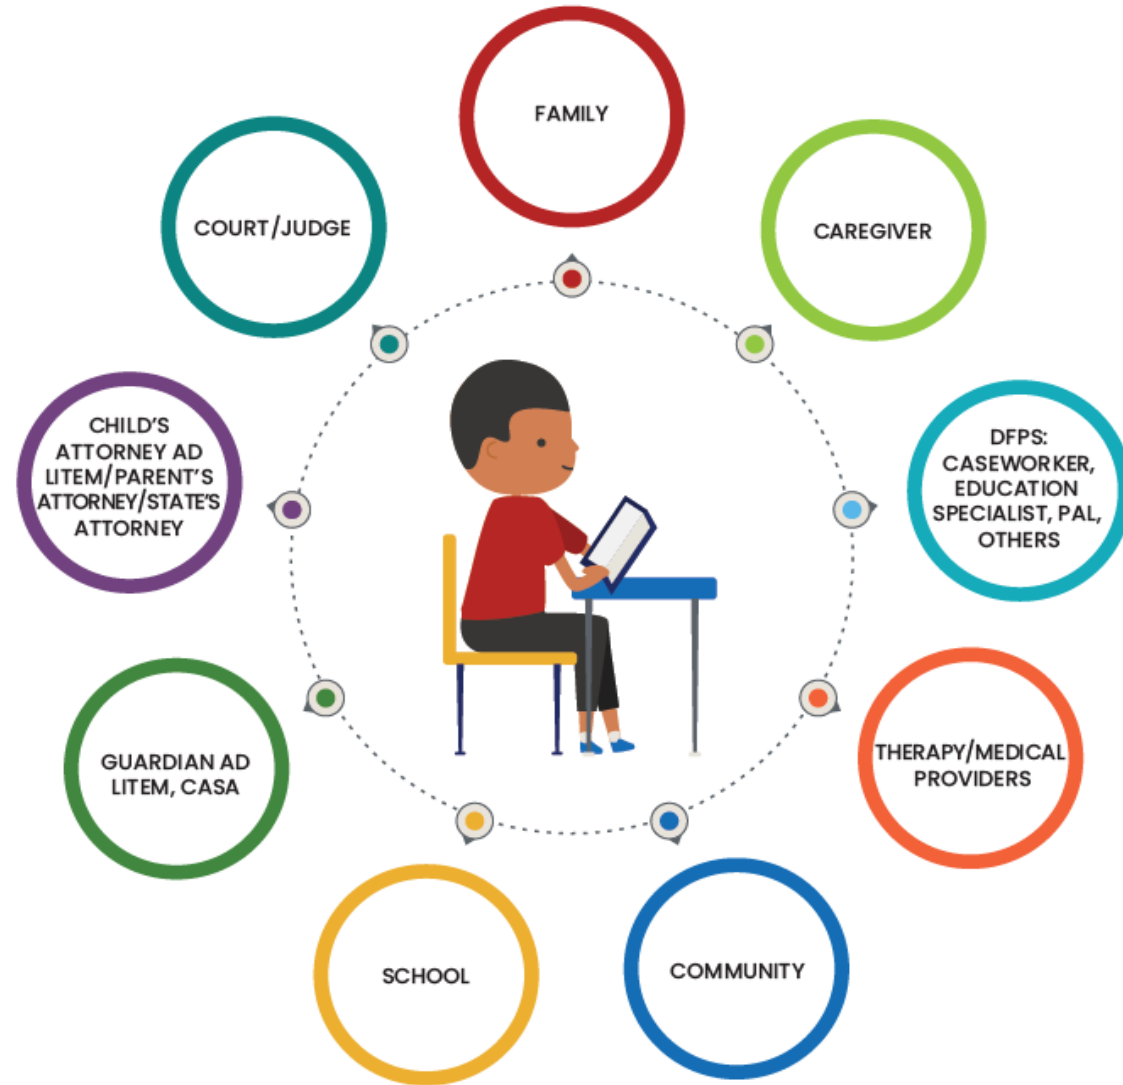 FAMILY
CAREGIVER
DFPS:
CASEWORKER,
EDUCATION
SPECIALIST, PAL,
OTHERS
THERAPY/MEDICAL
PROVIDERS
COMMUNITY
SCHOOL
GUARDIAN AD
LITEM, CASA
CHILD’S
ATTORNEY AD
LITEM/PARENT’S
ATTORNEY/STATE’S
ATTORNEY
COURT/JUDGE